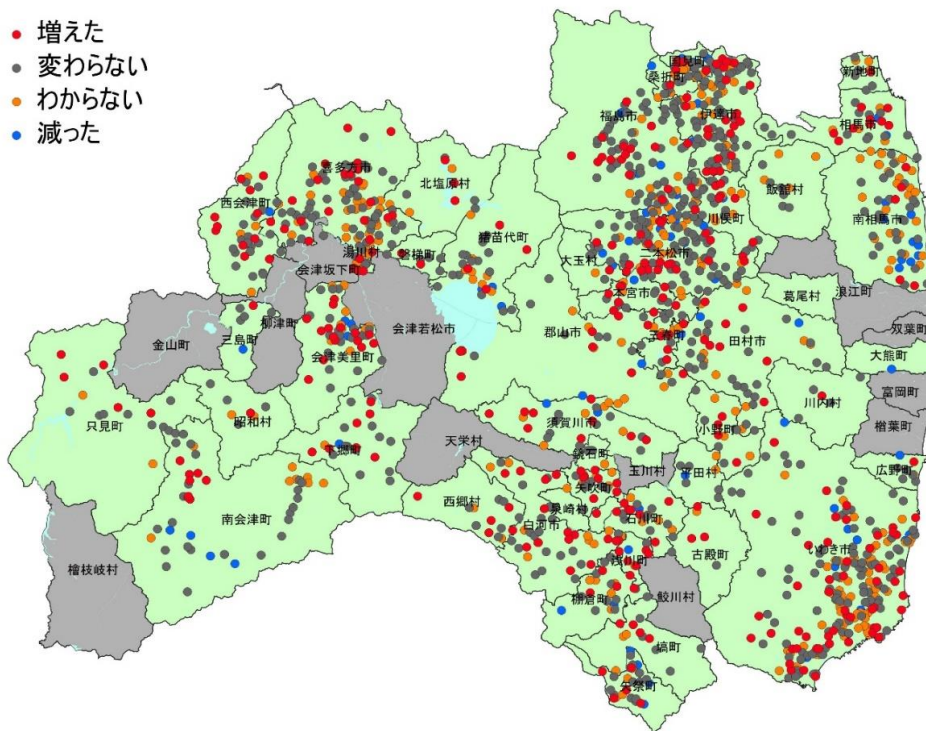 増えた
変わらない
わからない
減った
国見町
桑折町
新地町
福島市
伊達市
相馬市
喜多方市
北塩原村
飯舘村
西会津町
川俣町
南相馬市
猪苗代町
湯川村
磐梯町
二本松市
大玉村
会津坂下町
本宮市
葛尾村
浪江町
柳津町
会津若松市
郡山市
三春町
田村市
双葉町
金山町
三島町
会津美里町
大熊町
川内村
富岡町
只見町
昭和村
須賀川市
小野町
楢葉町
天栄村
下郷町
鏡石町
玉川村
平田村
広野町
矢吹町
西郷村
泉崎村
石川町
南会津町
白河市
いわき市
古殿町
浅川町
檜枝岐村
棚倉町
鮫川村
塙町
矢祭町